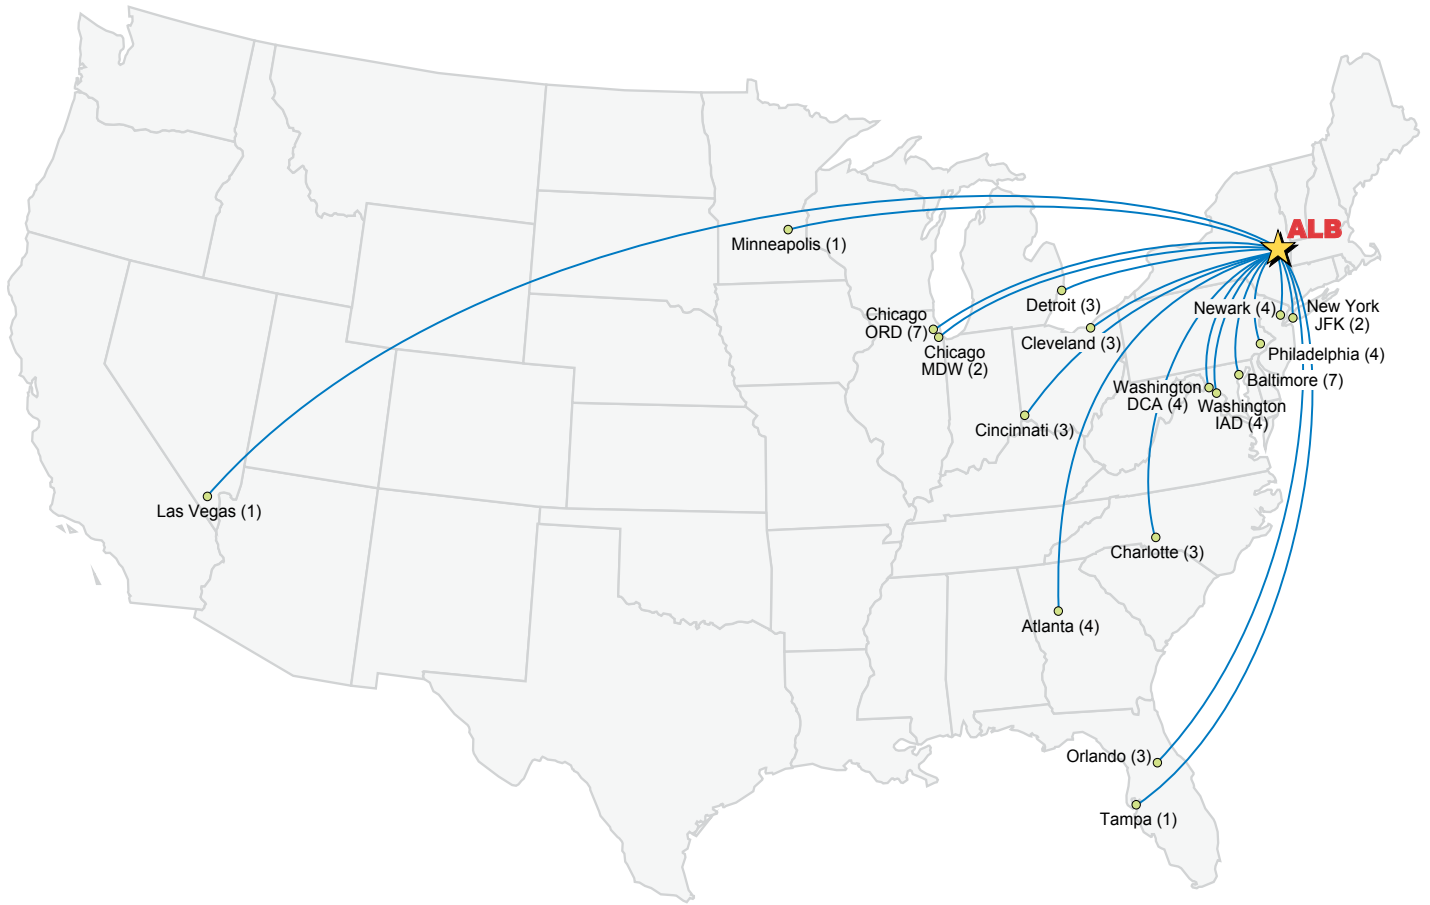 ALB
Minneapolis (1)
Detroit (3)
Newark (4)
New York
JFK (2)
Chicago
ORD (7)
Cleveland (3)
Chicago
MDW (2)
Philadelphia (4)
Baltimore (7)
Washington
DCA (4)
Washington
IAD (4)
Cincinnati (3)
Las Vegas (1)
Charlotte (3)
Atlanta (4)
Orlando (3)
Tampa (1)